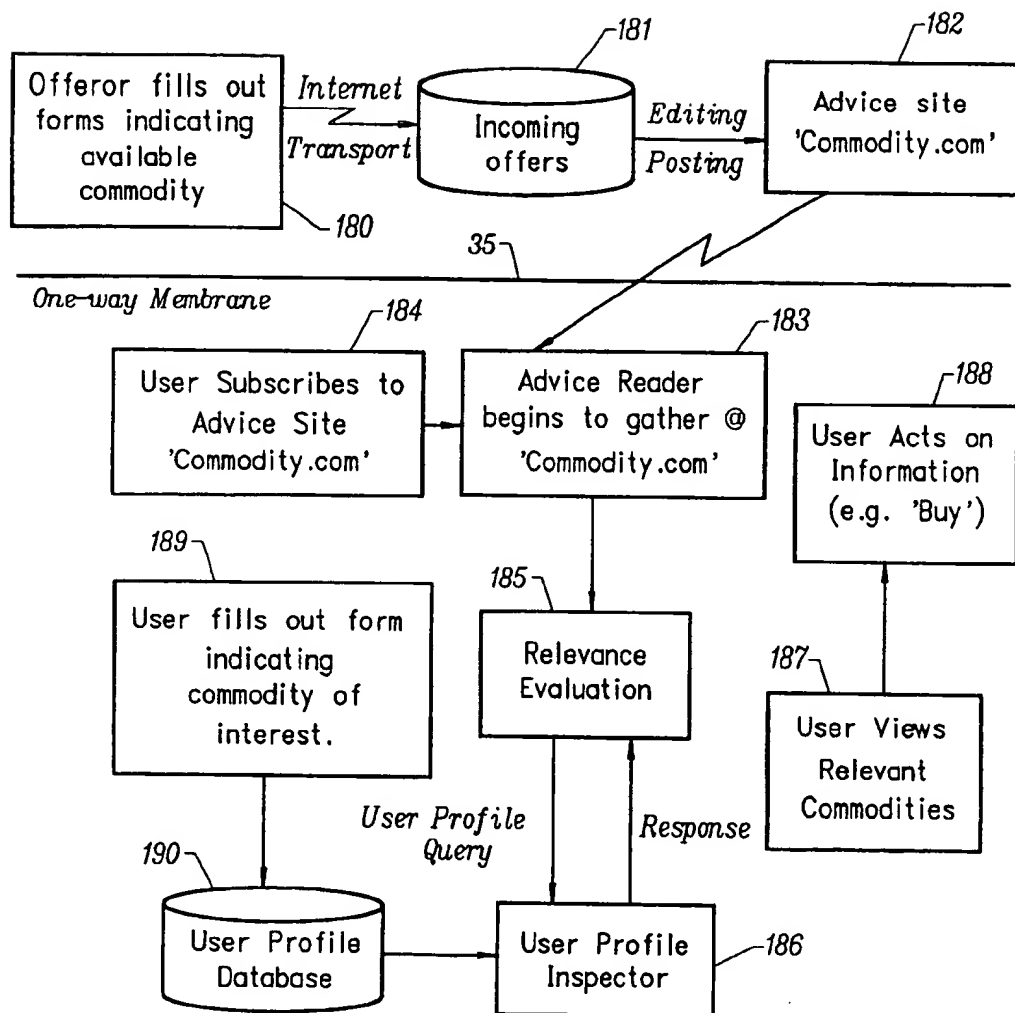 181
182
Offeror fills out
forms indicating
available
commodity
Internet
Transport
Incoming
offers
Editing
Posting
Advice site
'Commodity.com'
180
35
One-way Membrane
184
183
User Subscribes to
Advice Site
'Commodity.com'
Advice Reader
begins to gather @
'Commodity.com'
188
User Acts on
Information
(e.g. 'Buy')
189
185
User fills out form
indicating
commodity of
interest.
Relevance
Evaluation
187
User Views
Relevant
Commodities
User Profile
Query
Response
190
User Profile
Database
User Profile
Inspector
186